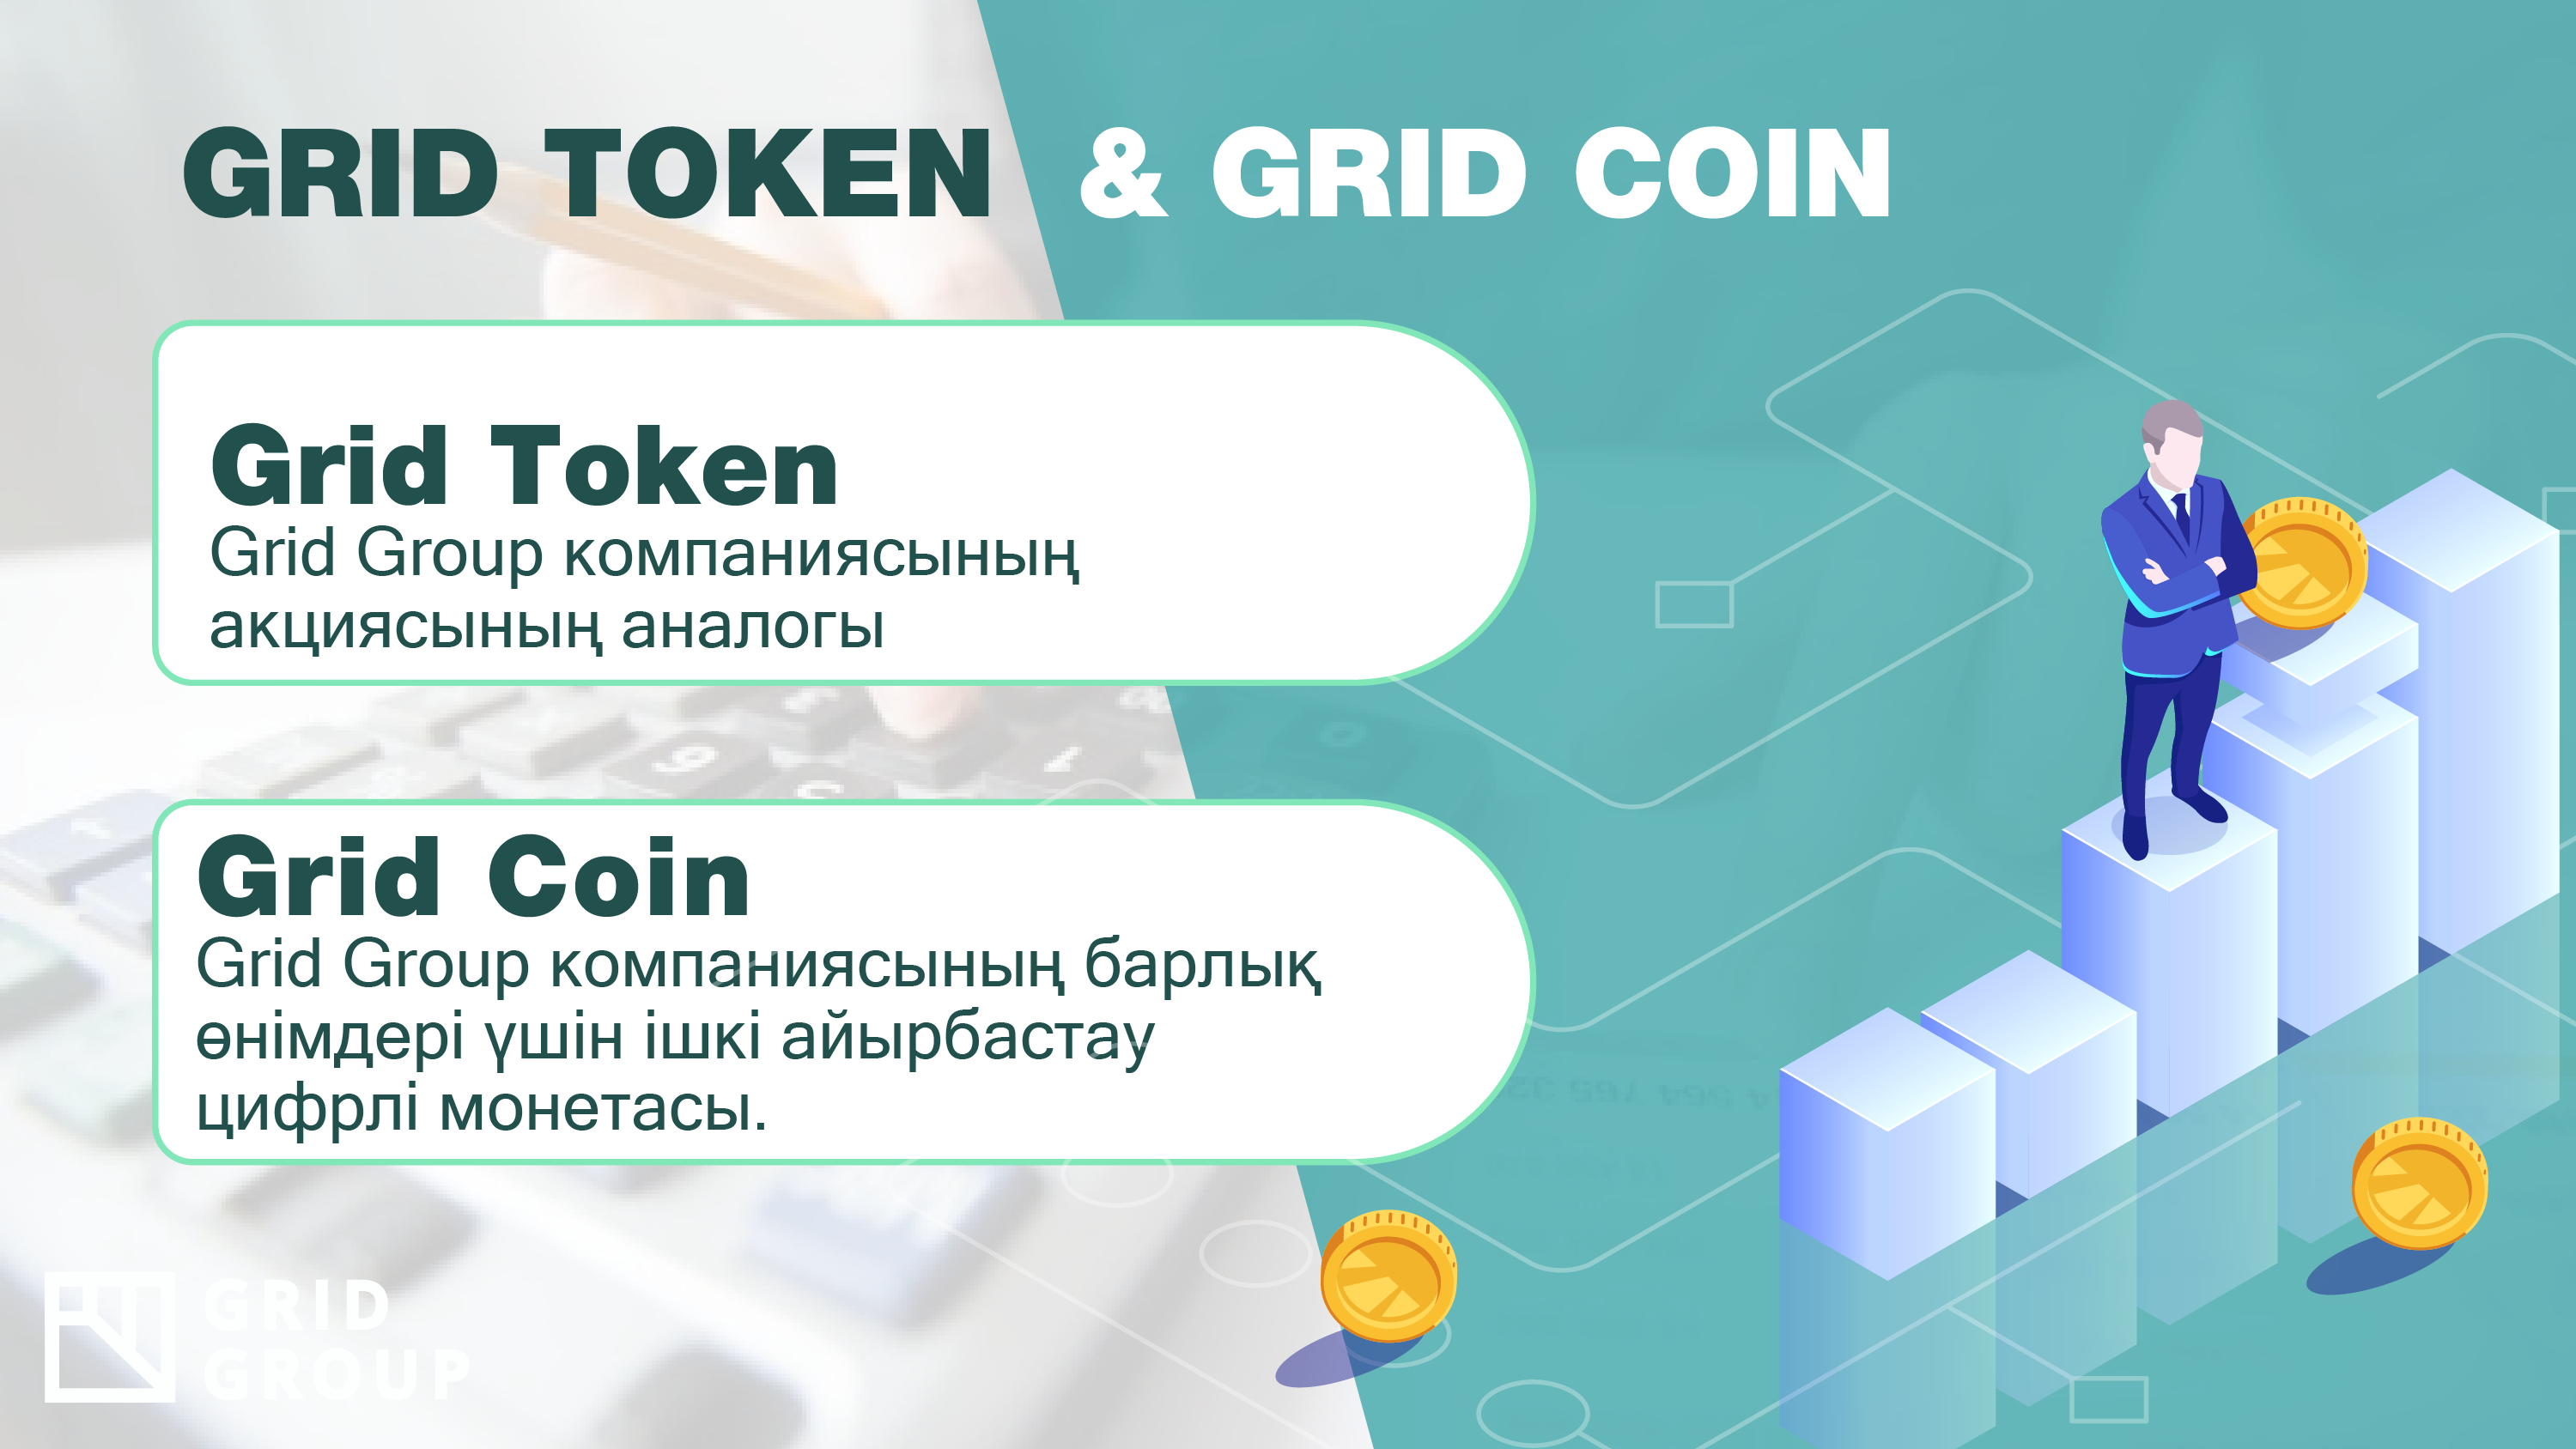 GRID TOKEN & GRID COIN
Grid Token
Grid Group компаниясының
акциясының аналогы
Grid Coin
Grid Group компаниясының барлық
өнімдері үшін ішкі айырбастау
цифрлі монетасы.
GRID
GROUP